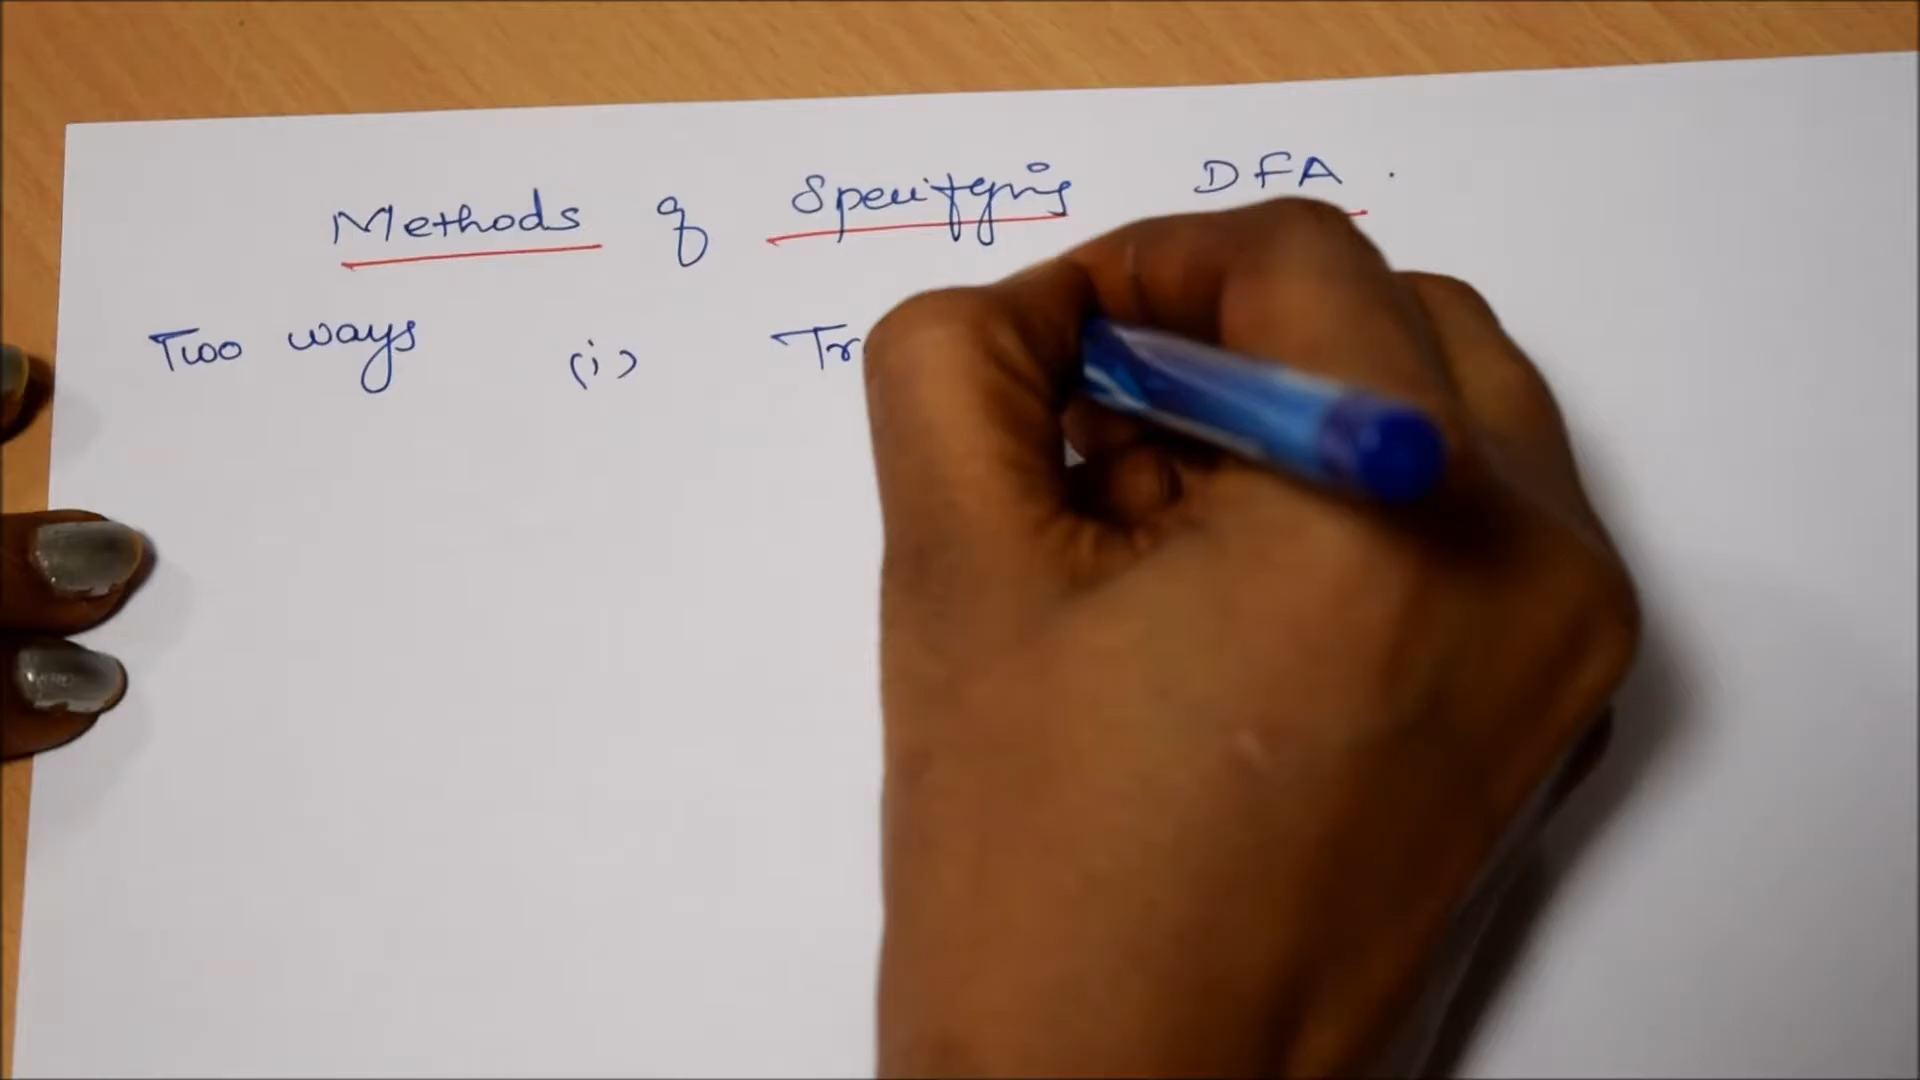 Methods of Specifying DFA.
Two ways (i) Tr